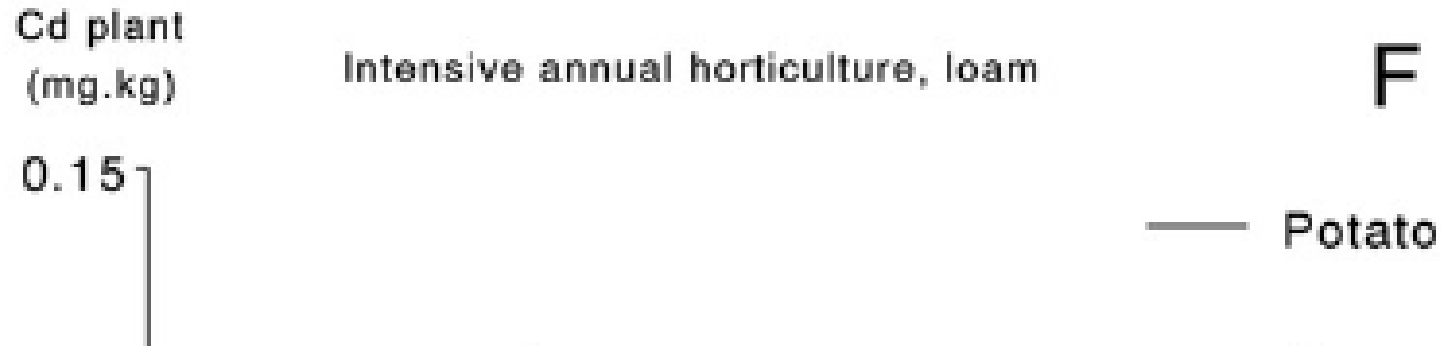 Cd plant
(mg.kg)
Intensive annual horticulture, loam
F
0.15
Potato